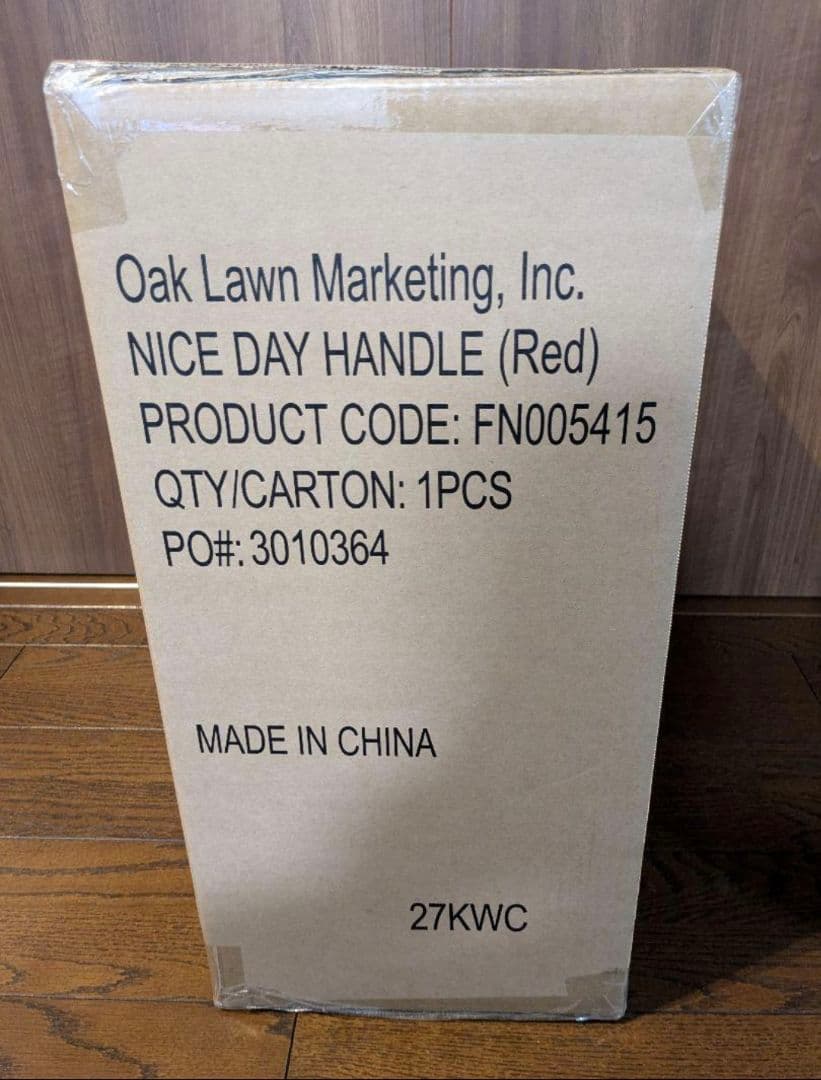 Oak Lawn Marketing, Inc.
NICE DAY HANDLE (Red)
PRODUCT CODE: FN005415
QTY/CARTON: 1PCS
PO#: 3010364
MADE IN CHINA
27KWC